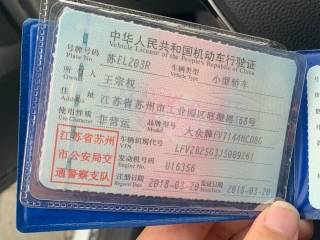 中华人民共和国机动车行驶证
Vehicle License of the People's Republic of China
号牌号码 Plate No. 苏EL203R 车辆类型 Vehicle Type 小型轿车
所有人 Owner 王宗权
住址 Address 江苏省苏州市工业园区 168号
使用性质 Use Character 非营运 品牌型号 Model 大众牌FV7144HCDBG
江苏省苏州市公安局交通警察支队
车辆识别代号 VIN
发动机号码 Engine No. U16356
注册日期 Register Date 2018-03-20 发证日期 Issue Date 2018-03-20